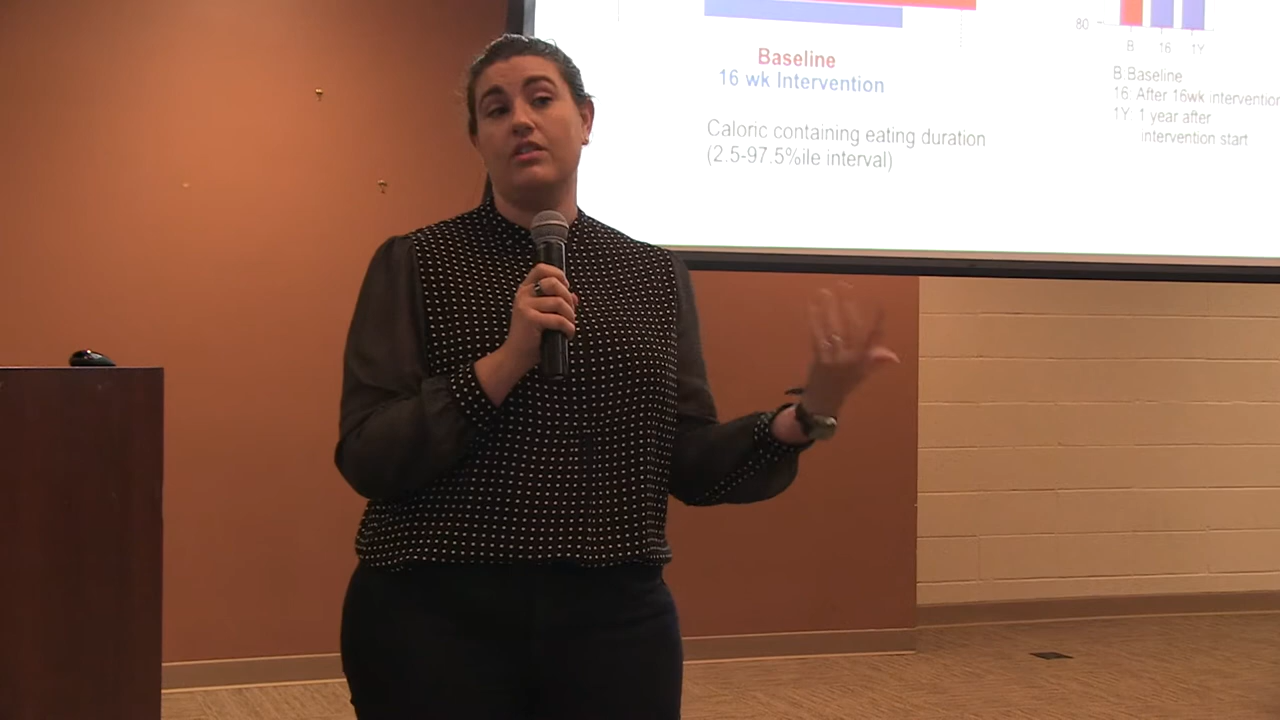 Baseline
16 wk Intervention
Caloric containing eating duration
(2.5-97.5%ile interval)
80
B 16 1Y
B:Baseline
16: After 16wk intervention
1Y: 1 year after
intervention start